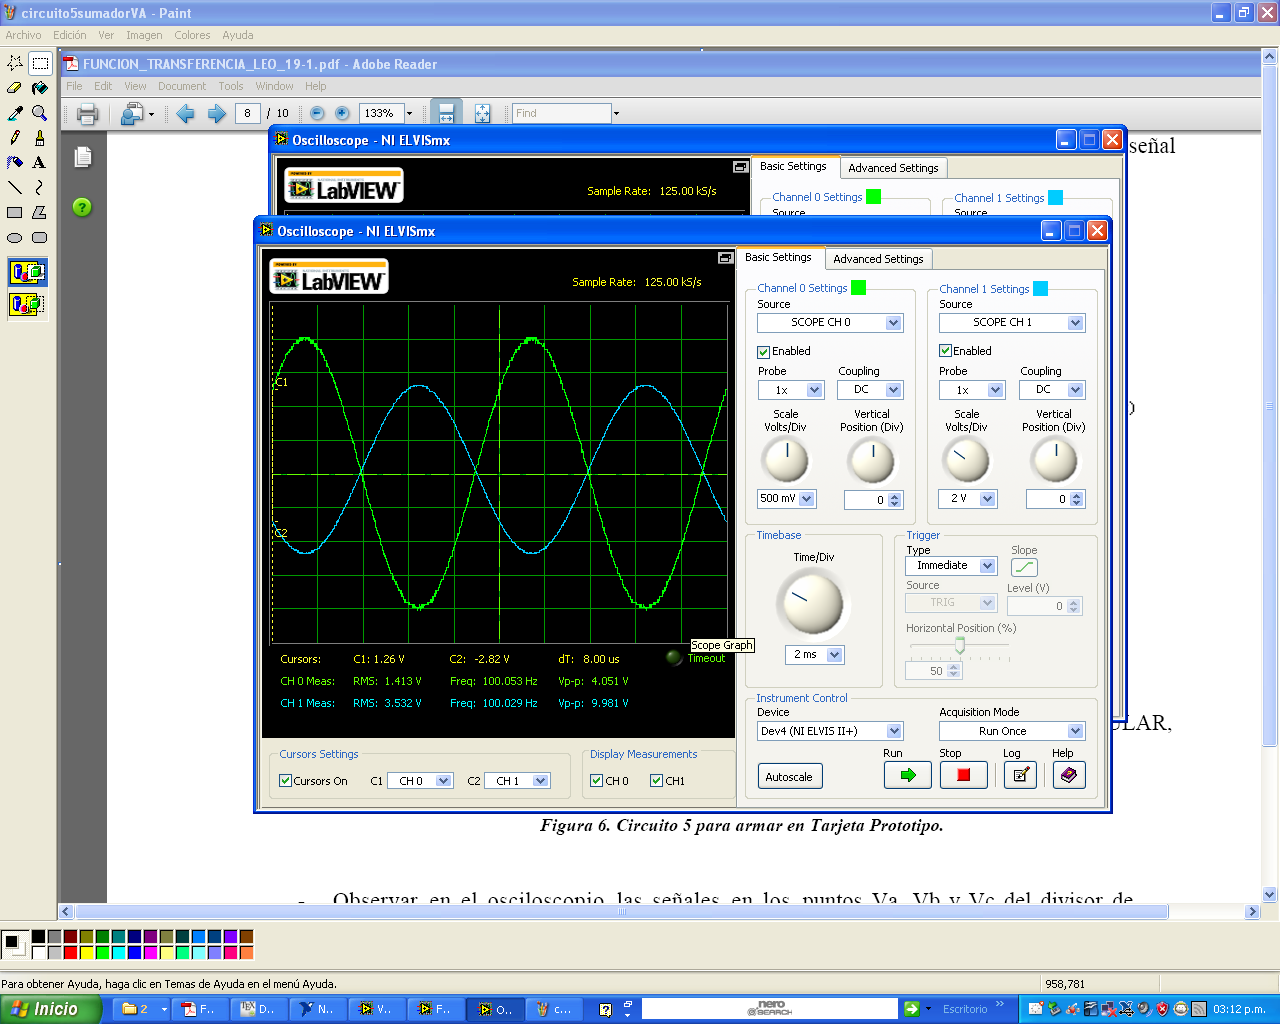 circuito5sumadorVA - Paint
Archivo Edición Ver Imagen Colores Ayuda
FUNCION_TRANSFERENCIA_LEO_19-1.pdf - Adobe Reader
File Edit View Document Tools Window Help
8 / 10 133% Find
señal
Oscilloscope - NI ELVISmx
LabVIEW
Sample Rate: 125.00 kS/s
Basic Settings Advanced Settings
Channel 0 Settings Channel 1 Settings
Source Source
Oscilloscope - NI ELVISmx
LabVIEW
Sample Rate: 125.00 kS/s
Basic Settings Advanced Settings
Channel 0 Settings Channel 1 Settings
Source Source
SCOPE CH 0 SCOPE CH 1
Enabled Enabled
Probe Coupling Probe Coupling
1x DC 1x DC
Scale Volts/Div Vertical Position (Div) Scale Volts/Div Vertical Position (Div)
500 mV 0 2 V 0
C1
C2
Timebase
Time/Div
2 ms
Trigger
Type Slope
Immediate
Source Level (V)
TRIG 0
Horizontal Position (%)
50
Scope Graph
Cursors: C1: 1.26 V C2: -2.82 V dT: 8.00 us Timeout
CH 0 Meas: RMS: 1.413 V Freq: 100.053 Hz Vp-p: 4.051 V
CH 1 Meas: RMS: 3.532 V Freq: 100.029 Hz Vp-p: 9.981 V
Instrument Control
Device Acquisition Mode
Dev4 (NI ELVIS II+) Run Once
Run Stop Log Help
Autoscale
Cursors Settings
Cursors On C1 CH 0 C2 CH 1
Display Measurements
CH 0 CH1
ULAR,
Figura 6. Circuito 5 para armar en Tarjeta Prototipo.
- Observar en el osciloscopio las señales en los puntos Va, Vb y Vc del divisor de
Para obtener Ayuda, haga clic en Temas de Ayuda en el menú Ayuda.
958,781
Inicio 2 F.. D.. N.. V.. F.. O.. c... nero SEARCH Escritorio 03:12 p.m.